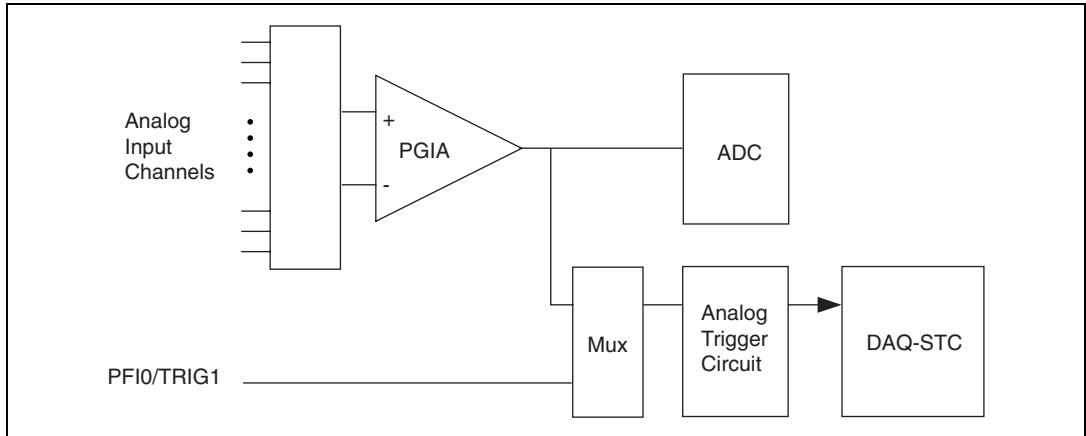 Analog
Input
Channels
+
PGIA
-
ADC
Mux
Analog
Trigger
Circuit
DAQ-STC
PFI0/TRIG1